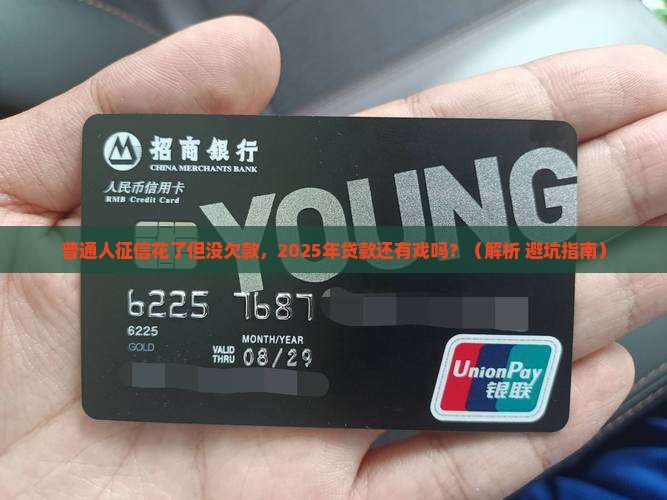 招商银行
CHINA MERCHANTS BANK
人民币信用卡
RMB Credit Card
YOUNG
普通人征信花了但没欠款，2025年贷款还有戏吗？（解析 避坑指南）
6225 7687
6225
GOLD
MONTH/YEAR
VALID THRU 08/29
UnionPay
银联